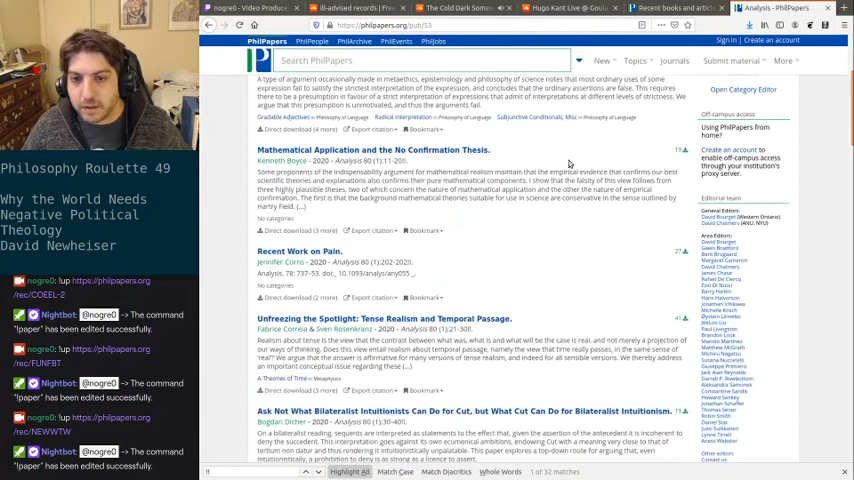 nogre0 - Video Producer
ill-advised records | Free
The Cold Dark Somew
Hugo Kant Live @ Goula
Recent books and article
Analysis - PhilPapers
https://philpapers.org/pub/53
PhilPapers PhilPeople PhilArchive PhilEvents PhilJobs
Sign in | Create an account
Search PhilPapers
New Topics Journals Submit material More
A type of argument occasionally made in metaethics, epistemology and philosophy of science notes that most ordinary uses of some
expression fail to satisfy the strictest interpretation of the expression, and concludes that the ordinary assertions are false. This requires
there to be a presumption in favour of a strict interpretation of expressions that admit of interpretations at different levels of strictness. We
argue that this presumption is unmotivated, and thus the arguments fail.
Gradable Adjectives in Philosophy of Language Radical Interpretation in Philosophy of Language Subjunctive Conditionals, Misc in Philosophy of Language
Direct download (4 more) Export citation Bookmark
Mathematical Application and the No Confirmation Thesis. 19
Kenneth Boyce - 2020 - Analysis 80 (1):11-20!!.
Some proponents of the indispensability argument for mathematical realism maintain that the empirical evidence that confirms our best
scientific theories and explanations also confirms their pure mathematical components. I show that the falsity of this view follows from
three highly plausible theses, two of which concern the nature of mathematical application and the other the nature of empirical
confirmation. The first is that the background mathematical theories suitable for use in science are conservative in the sense outlined by
Hartry Field. (...)
No categories
Direct download (3 more) Export citation Bookmark
Recent Work on Pain. 27
Jennifer Corns - 2020 - Analysis 80 (1):202-202!!.
Analysis, 78: 737–53. doi:_ 10.1093/analys/any055 _.
No categories
Direct download (2 more) Export citation Bookmark
Unfreezing the Spotlight: Tense Realism and Temporal Passage. 41
Fabrice Correia & Sven Rosenkranz - 2020 - Analysis 80 (1):21-30!!.
Realism about tense is the view that the contrast between what was, what is and what will be the case is real, and not merely a projection of
our ways of thinking. Does this view entail realism about temporal passage, namely the view that time really passes, in the same sense of
'real'? We argue that the answer is affirmative for many versions of tense realism, and indeed for all sensible versions. We thereby address
an important conceptual issue regarding these (...)
A-Theories of Time in Metaphysics
Direct download (3 more) Export citation Bookmark
Ask Not What Bilateralist Intuitionists Can Do for Cut, but What Cut Can Do for Bilateral Intuitionism. 19
Bogdan Dicher - 2020 - Analysis 80 (1):30-40!!.
On a bilateralist reading, sequents are interpreted as statements to the effect that, given the assertion of the antecedent it is incoherent to
deny the succedent. This interpretation goes against its own ecumenical ambitions, endowing Cut with a meaning very close to that of
tertium non datur and thus rendering it intuitionistically unpalatable. This paper explores a top-down route for arguing that, even
Open Category Editor
Off-campus access
Using PhilPapers from
home?
Create an account to
enable off-campus access
through your institution's
proxy server.
Editorial team
General Editors:
David Bourget (Western Ontario)
David Chalmers (ANU, NYU)
Area Editors:
David Bourget
Gwen Bradford
Berit Brogaard
Margaret Cameron
David Chalmers
James Chase
Rafael De Clercq
Ezio Di Nucci
Barry Hallen
Hans Halvorson
Jonathan Ichikawa
Michelle Kosch
Øystein Linnebo
JeeLoo Liu
Paul Livingston
Brandon Look
Manolo Martínez
Matthew McGrath
Michiru Nagatsu
Susana Nuccetelli
Giuseppe Primiero
Jack Alan Reynolds
Darrell P. Rowbottom
Aleksandra Samonek
Constantine Sandis
Howard Sankey
Jonathan Schaffer
Thomas Senor
Robin Smith
Daniel Star
Jussi Suikkanen
Lynne Tirrell
Aness Webster
Other editors:
Contact us
Philosophy Roulette 49
Why the World Needs
Negative Political
Theology
David Newheiser
nogre0: !up https://philpapers.org
/rec/COEEL-2
Nightbot: @nogre0 -> The command
"!paper" has been edited successfully.
nogre0: !up https://philpapers.org
/rec/FUNFBT
Nightbot: @nogre0 -> The command
"!paper" has been edited successfully.
nogre0: !up https://philpapers.org
/rec/NEWWTW
Nightbot: @nogre0 -> The command
"!paper" has been edited successfully.
!! Highlight All Match Case Match Diacritics Whole Words 1 of 32 matches